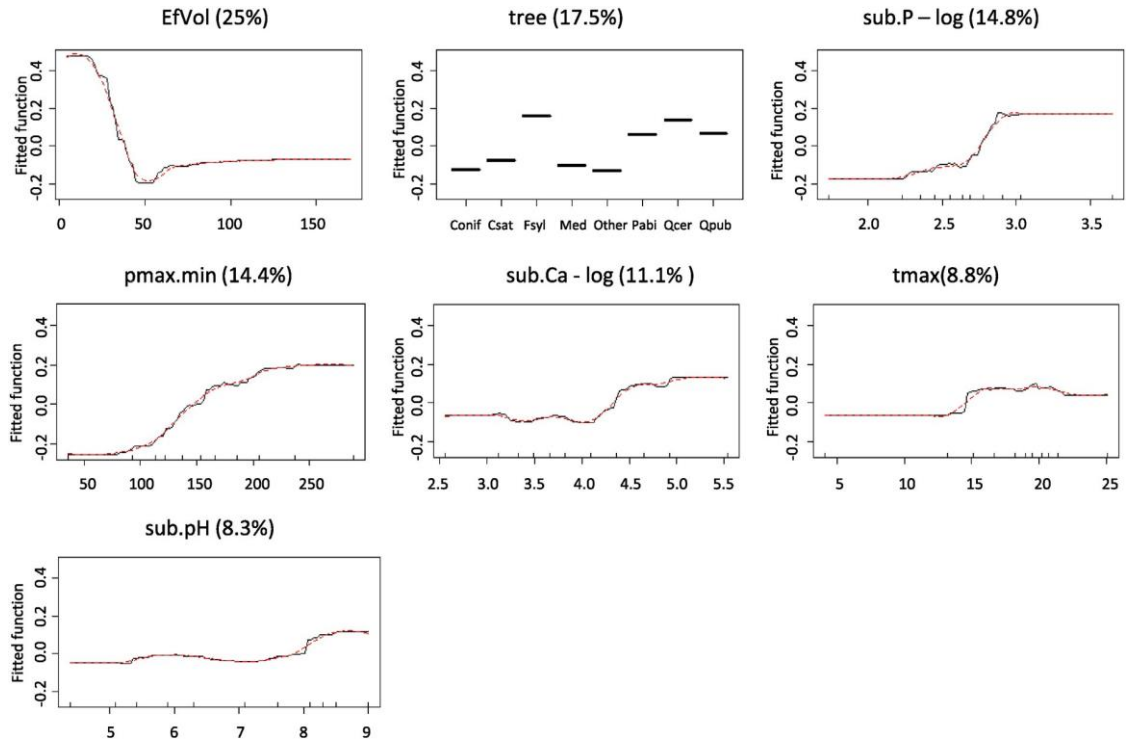 EfVol (25%)
Fitted function
-0.2 0.0 0.2 0.4
0 50 100 150
tree (17.5%)
Fitted function
-0.2 0.0 0.2 0.4
Conif Csat Fsyl Med Other Pabi Qcer Qpub
sub.P – log (14.8%)
Fitted function
-0.2 0.0 0.2 0.4
2.0 2.5 3.0 3.5
pmax.min (14.4%)
Fitted function
-0.2 0.0 0.2 0.4
50 100 150 200 250
sub.Ca - log (11.1% )
Fitted function
-0.2 0.0 0.2 0.4
2.5 3.0 3.5 4.0 4.5 5.0 5.5
tmax(8.8%)
Fitted function
-0.2 0.0 0.2 0.4
5 10 15 20 25
sub.pH (8.3%)
Fitted function
-0.2 0.0 0.2 0.4
5 6 7 8 9